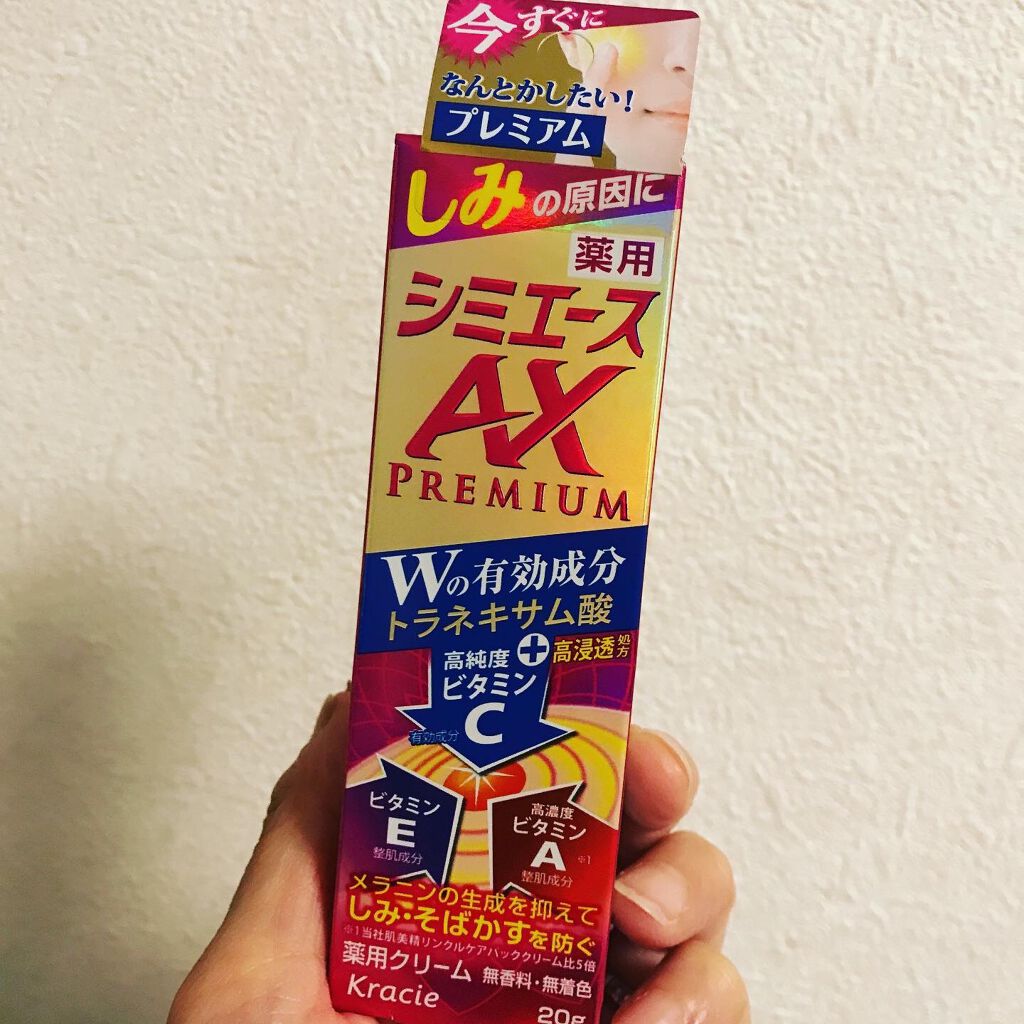 今すぐに
なんとかしたい!
プレミアム
しみの原因に
薬用
シミエース
AX
PREMIUM
Wの有効成分
トラネキサム酸
+
高浸透処方
高純度
ビタミン
C
有効成分
ビタミン
E
整肌成分
高濃度
ビタミン
A ※1
整肌成分
メラニンの生成を抑えて
しみ・そばかすを防ぐ
※1当社肌美精リンクルケアパッククリーム比5倍
薬用クリーム 無香料・無着色
Kracie
20g